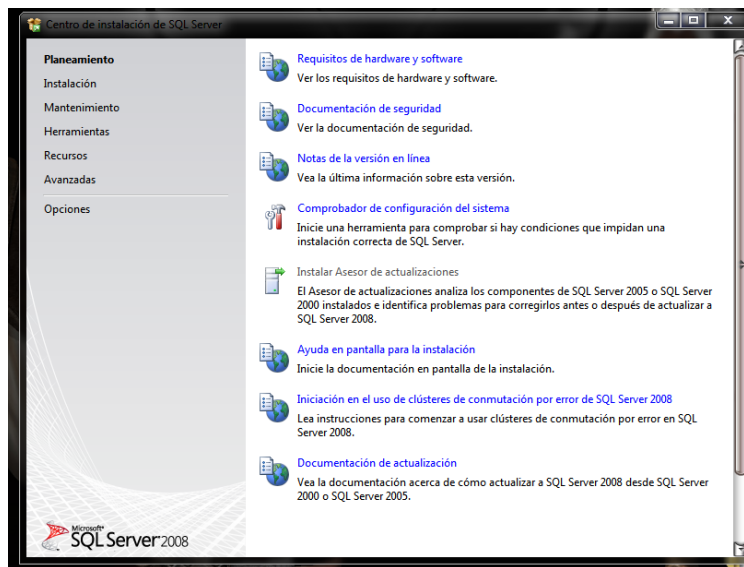 Centro de instalación de SQL Server
Planeamiento
Instalación
Mantenimiento
Herramientas
Recursos
Avanzadas
Opciones
Requisitos de hardware y software
Ver los requisitos de hardware y software.
Documentación de seguridad
Ver la documentación de seguridad.
Notas de la versión en línea
Vea la última información sobre esta versión.
Comprobador de configuración del sistema
Inicie una herramienta para comprobar si hay condiciones que impidan una
instalación correcta de SQL Server.
Instalar Asesor de actualizaciones
El Asesor de actualizaciones analiza los componentes de SQL Server 2005 o SQL Server
2000 instalados e identifica problemas para corregirlos antes o después de actualizar a
SQL Server 2008.
Ayuda en pantalla para la instalación
Inicie la documentación en pantalla de la instalación.
Iniciación en el uso de clústeres de conmutación por error de SQL Server 2008
Lea instrucciones para comenzar a usar clústeres de conmutación por error en SQL
Server 2008.
Documentación de actualización
Vea la documentación acerca de cómo actualizar a SQL Server 2008 desde SQL Server
2000 o SQL Server 2005.
Microsoft
SQL Server 2008